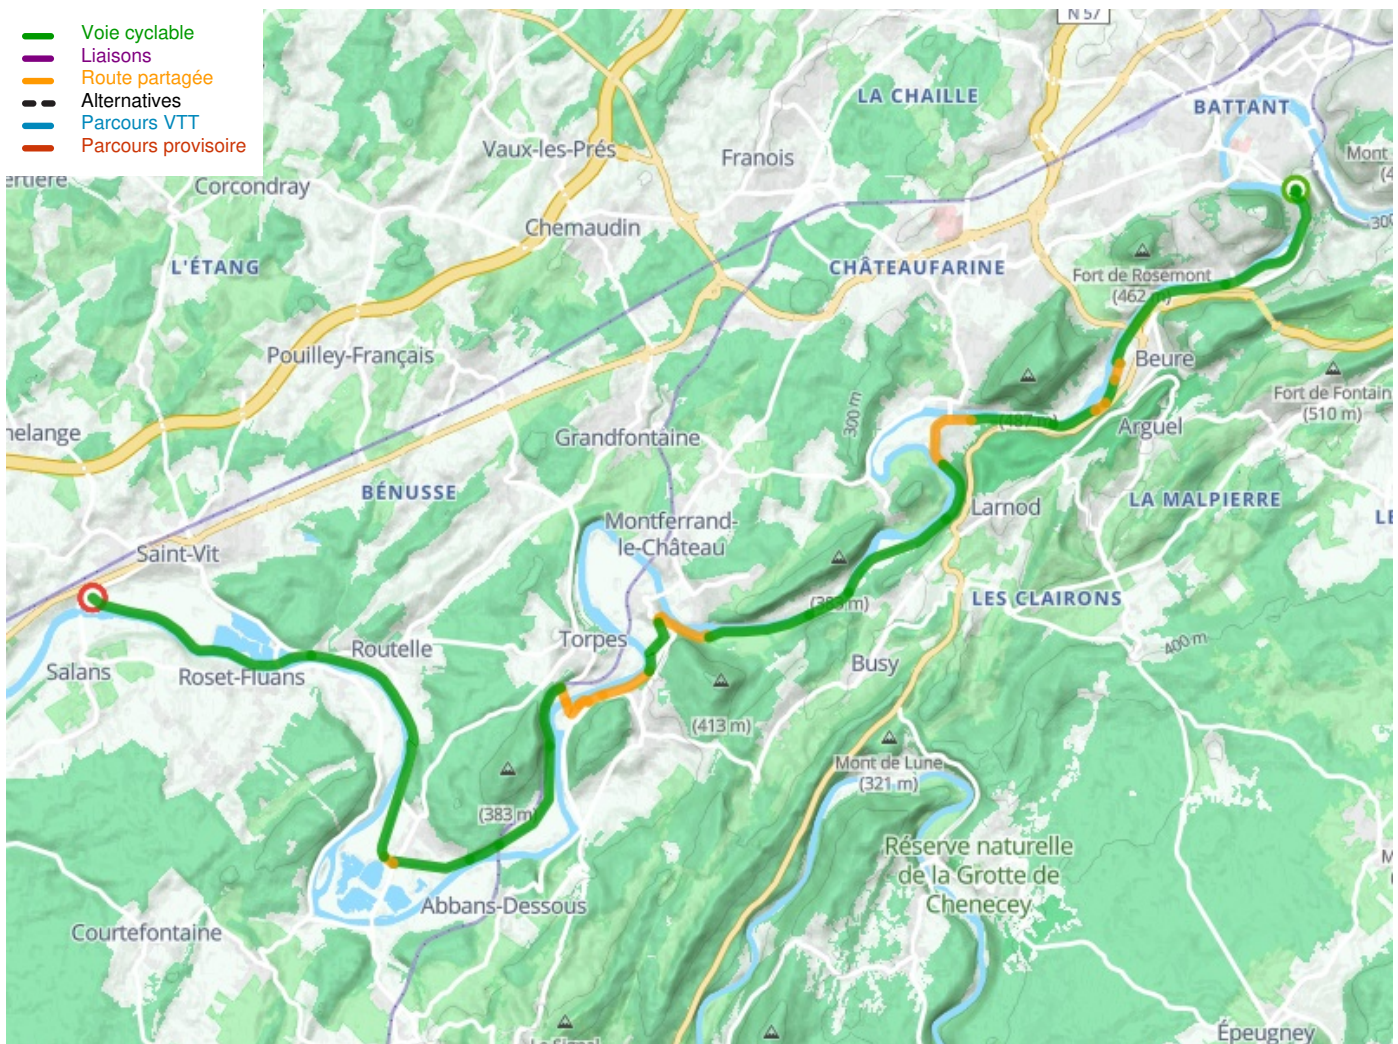 Voie cyclable
Liaisons
Route partagée
Alternatives
Parcours VTT
Parcours provisoire
N 57
LA CHAILLE
BATTANT
Vaux-les-Prés
Franois
Mont
Corcondray
Chemaudin
L'ÉTANG
CHÂTEAUFARINE
Fort de Rosemont
(462 m)
Pouilley-Français
Beure
Fort de Fontain
(510 m)
300 m
Arguel
Grandfontaine
BÉNUSSE
LA MALPIERRE
Larnod
Montferrand-
le-Château
Saint-Vit
LES CLAIRONS
400 m
Torpes
Routelle
Busy
Salans
Roset-Fluans
(413 m)
Mont de Lune
(321 m)
(383 m)
Réserve naturelle
de la Grotte de
Chenecey
Abbans-Dessous
Courtefontaine
Épeugney